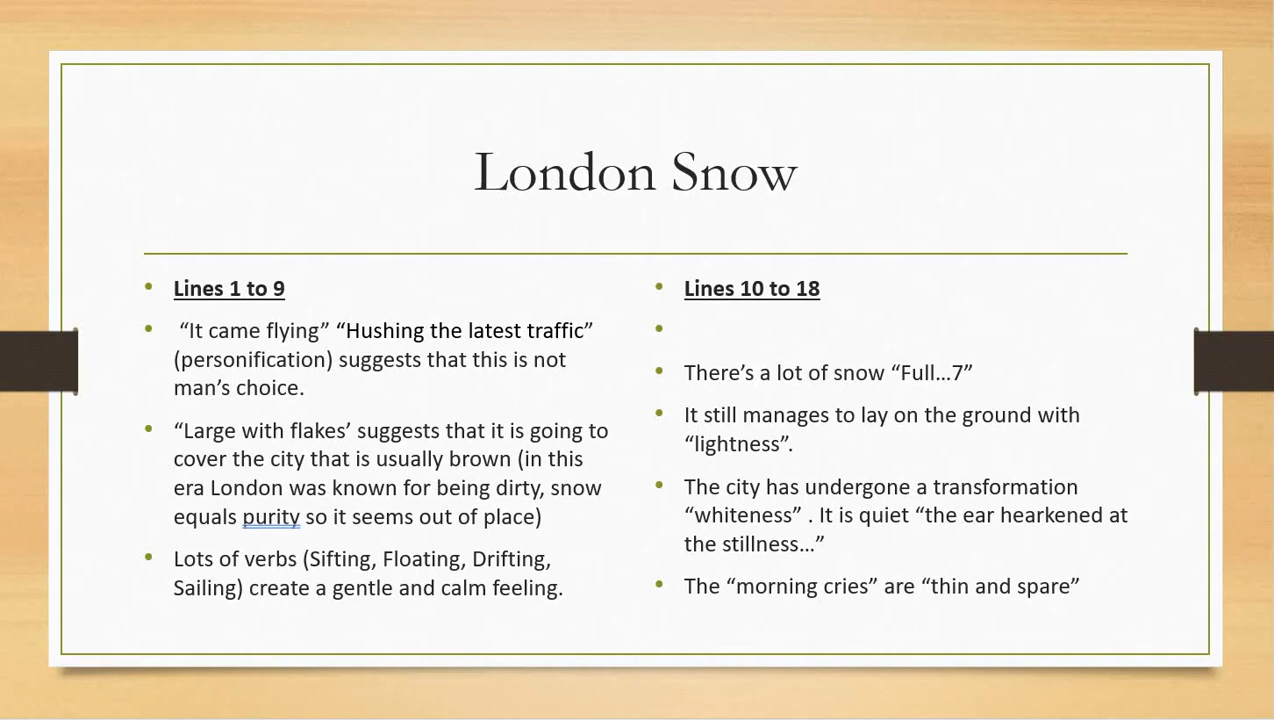 London Snow
Lines 1 to 9
“It came flying” “Hushing the latest traffic”
(personification) suggests that this is not
man’s choice.
“Large with flakes’ suggests that it is going to
cover the city that is usually brown (in this
era London was known for being dirty, snow
equals purity so it seems out of place)
Lots of verbs (Sifting, Floating, Drifting,
Sailing) create a gentle and calm feeling.
Lines 10 to 18
There’s a lot of snow “Full…7”
It still manages to lay on the ground with
“lightness”.
The city has undergone a transformation
“whiteness” . It is quiet “the ear hearkened at
the stillness…”
The “morning cries” are “thin and spare”